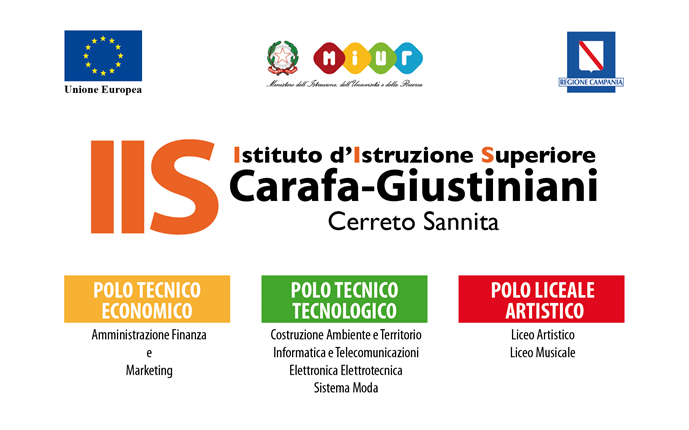 Unione Europea
MIUR
Ministero dell'Istruzione, dell'Università e della Ricerca
REGIONE CAMPANIA
IIS
Istituto d'Istruzione Superiore
Carafa-Giustiniani
Cerreto Sannita
POLO TECNICO
ECONOMICO
Amministrazione Finanza
e
Marketing
POLO TECNICO
TECNOLOGICO
Costruzione Ambiente e Territorio
Informatica e Telecomunicazioni
Elettronica Elettrotecnica
Sistema Moda
POLO LICEALE
ARTISTICO
Liceo Artistico
Liceo Musicale